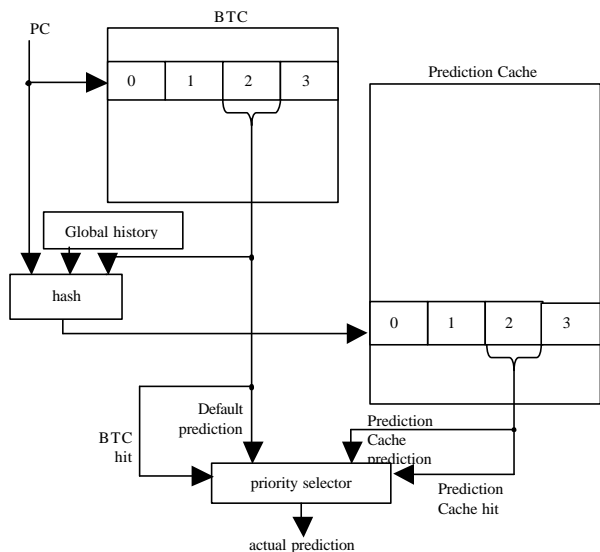 BTC
PC
0 1 2 3
Prediction Cache
Global history
hash
0 1 2 3
BTC
hit
Default
prediction
Prediction
Cache
prediction
Prediction
Cache hit
priority selector
actual prediction